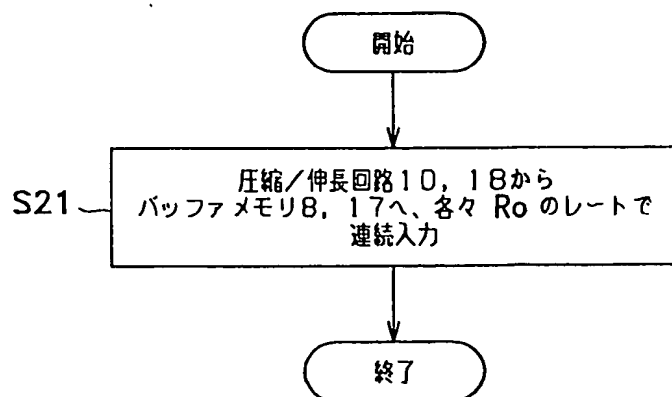 開始
S21
圧縮／伸長回路１０，１８から
バッファメモリ８，１７へ、各々 Ro のレートで
連続入力
終了